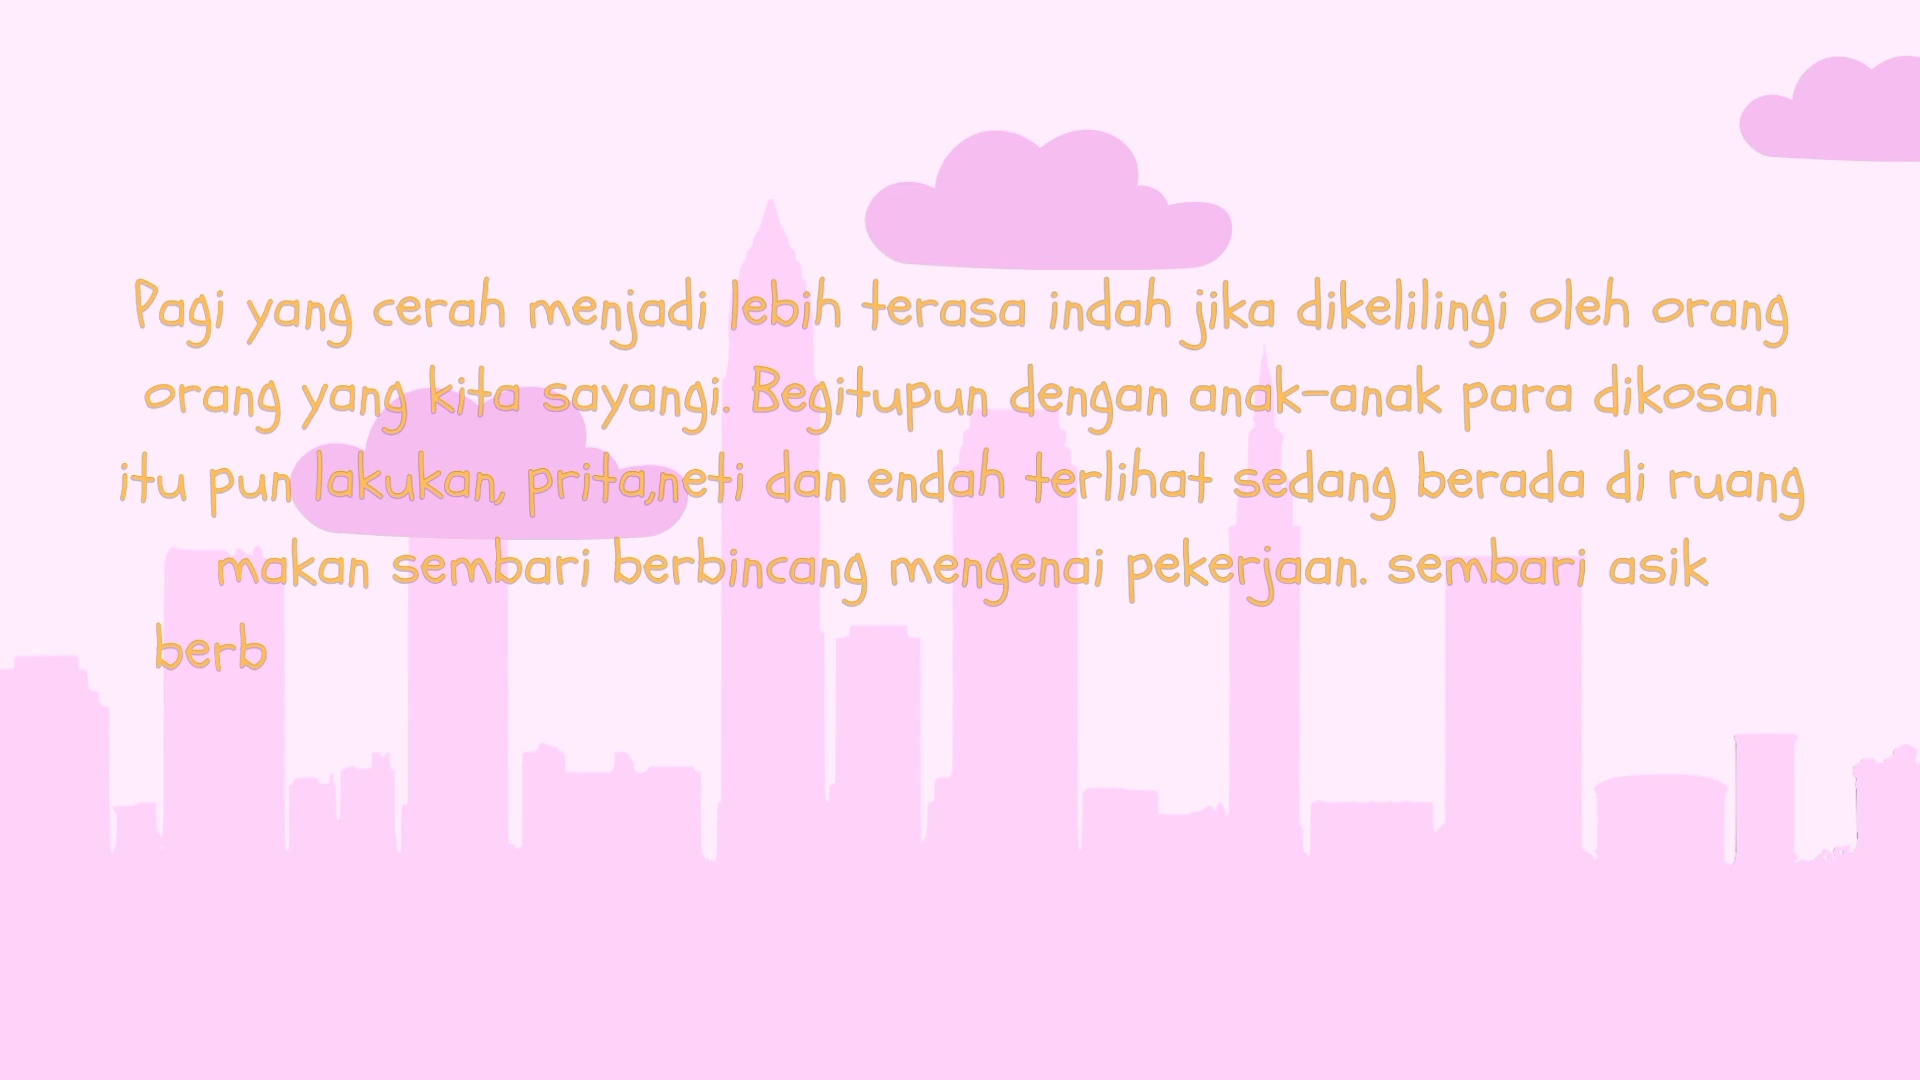 Pagi yang cerah menjadi lebih terasa indah jika dikelilingi oleh orang
orang yang kita sayangi. Begitupun dengan anak-anak para dikosan
itu pun lakukan, prita,neti dan endah terlihat sedang berada di ruang
makan sembari berbincang mengenai pekerjaan. sembari asik
berb